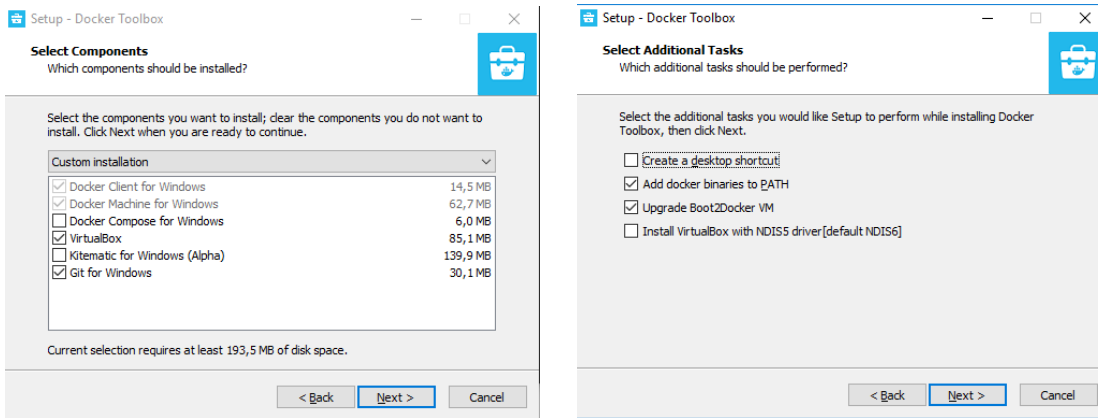 Setup - Docker Toolbox
Select Components
Which components should be installed?
Select the components you want to install; clear the components you do not want to
install. Click Next when you are ready to continue.
Custom installation
Docker Client for Windows 14,5 MB
Docker Machine for Windows 62,7 MB
Docker Compose for Windows 6,0 MB
VirtualBox 85,1 MB
Kitematic for Windows (Alpha) 139,9 MB
Git for Windows 30,1 MB
Current selection requires at least 193,5 MB of disk space.
< Back Next > Cancel
Setup - Docker Toolbox
Select Additional Tasks
Which additional tasks should be performed?
Select the additional tasks you would like Setup to perform while installing Docker
Toolbox, then click Next.
Create a desktop shortcut
Add docker binaries to PATH
Upgrade Boot2Docker VM
Install VirtualBox with NDIS5 driver[default NDIS6]
< Back Next > Cancel